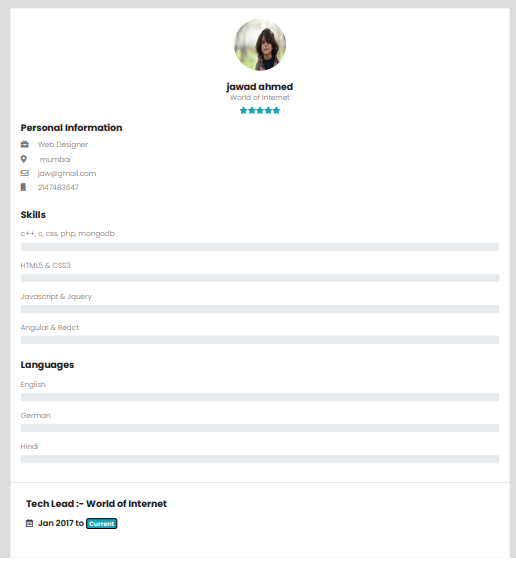 jawad ahmed
World of Internet
Personal Information
Web Designer
mumbai
jaw@gmail.com
2147483647
Skills
c++, c, css, php, mongodb
HTML5 & CSS3
Javascript & Jquery
Angular & React
Languages
English
German
Hindi
Tech Lead :- World of Internet
Jan 2017 to Current